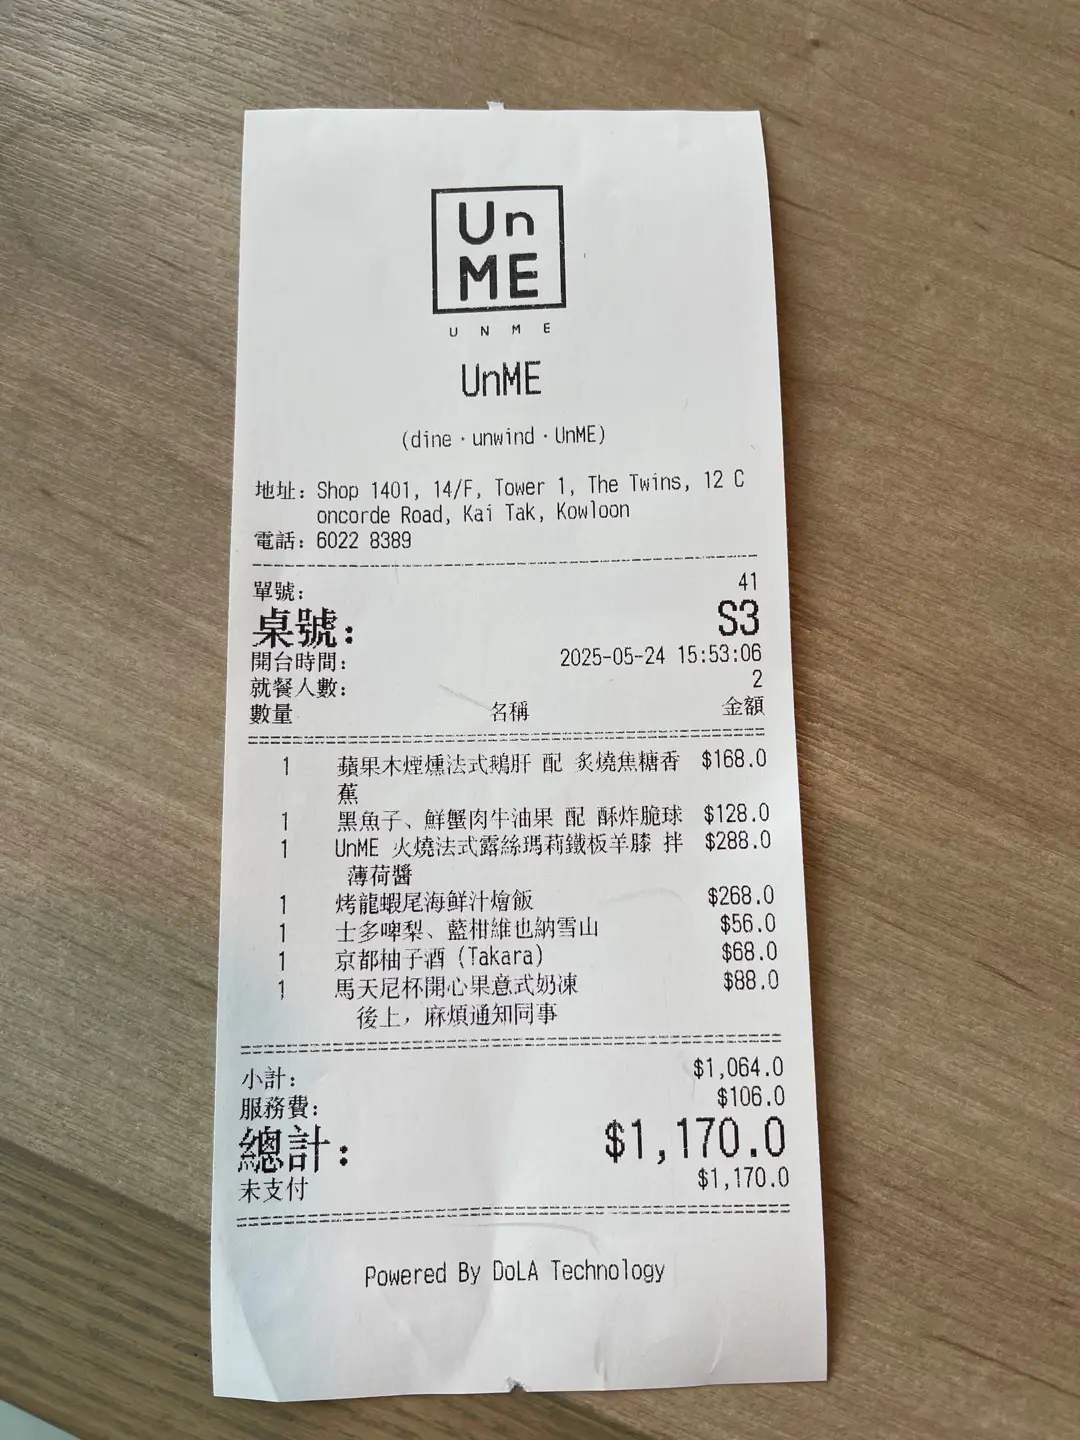 Un
ME
UNME
UnME
(dine · unwind · UnME)
地址: Shop 1401, 14/F, Tower 1, The Twins, 12 C
oncorde Road, Kai Tak, Kowloon
電話: 6022 8389
單號: 41
桌號: S3
開台時間: 2025-05-24 15:53:06
就餐人數: 2
數量 名稱 金額
1 蘋果木煙燻法式鵝肝 配 炙燒焦糖香 $168.0
蕉
1 黑魚子、鮮蟹肉牛油果 配 酥炸脆球 $128.0
1 UnME 火燒法式露絲瑪莉鐵板羊膝 拌 $288.0
薄荷醬
1 烤龍蝦尾海鮮汁燴飯 $268.0
1 士多啤梨、藍柑維也納雪山 $56.0
1 京都柚子酒 (Takara) $68.0
1 馬天尼杯開心果意式奶凍 $88.0
後上，麻煩通知同事
小計: $1,064.0
服務費: $106.0
總計: $1,170.0
未支付 $1,170.0
Powered By DoLA Technology